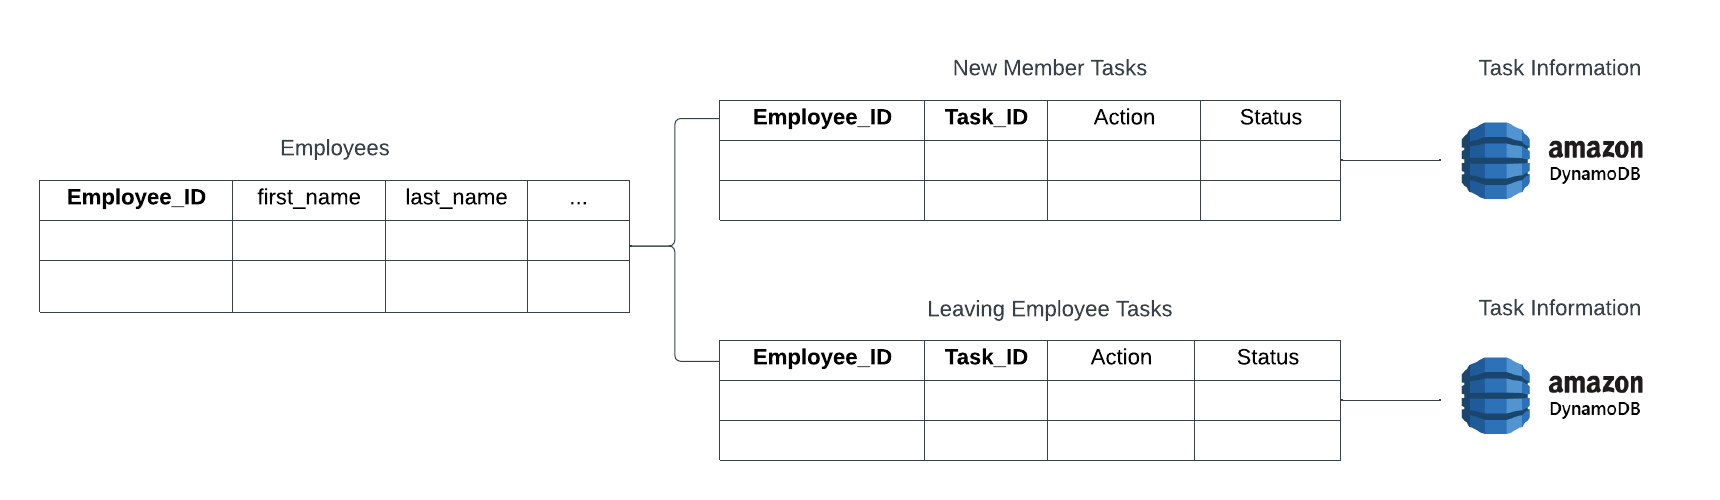 Employees
Employee_ID first_name last_name ...
New Member Tasks
Employee_ID Task_ID Action Status
Task Information
amazon
DynamoDB
Leaving Employee Tasks
Employee_ID Task_ID Action Status
Task Information
amazon
DynamoDB